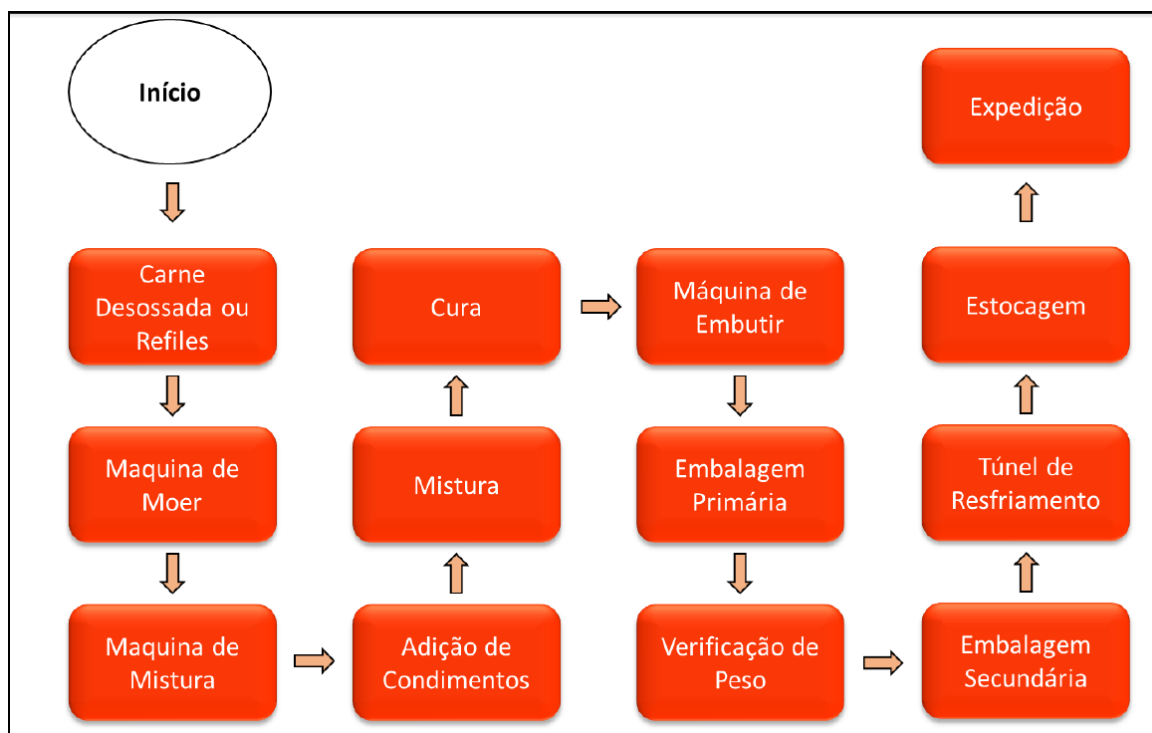 Início
Carne
Desossada ou
Refiles
Maquina de
Moer
Maquina de
Mistura
Adição de
Condimentos
Mistura
Cura
Máquina de
Embutir
Embalagem
Primária
Verificação de
Peso
Embalagem
Secundária
Túnel de
Resfriamento
Estocagem
Expedição